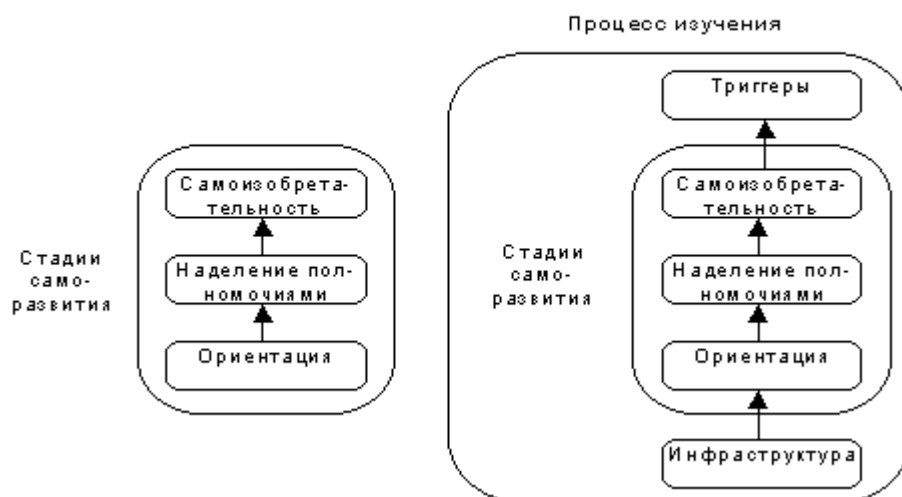 Процесс изучения
Триггеры
Самоизобрета-
тельность
Наделение пол-
номочиями
Ориентация
Стадии
само-
развития
Самоизобрета-
тельность
Наделение пол-
номочиями
Ориентация
Стадии
само-
развития
Инфраструктура